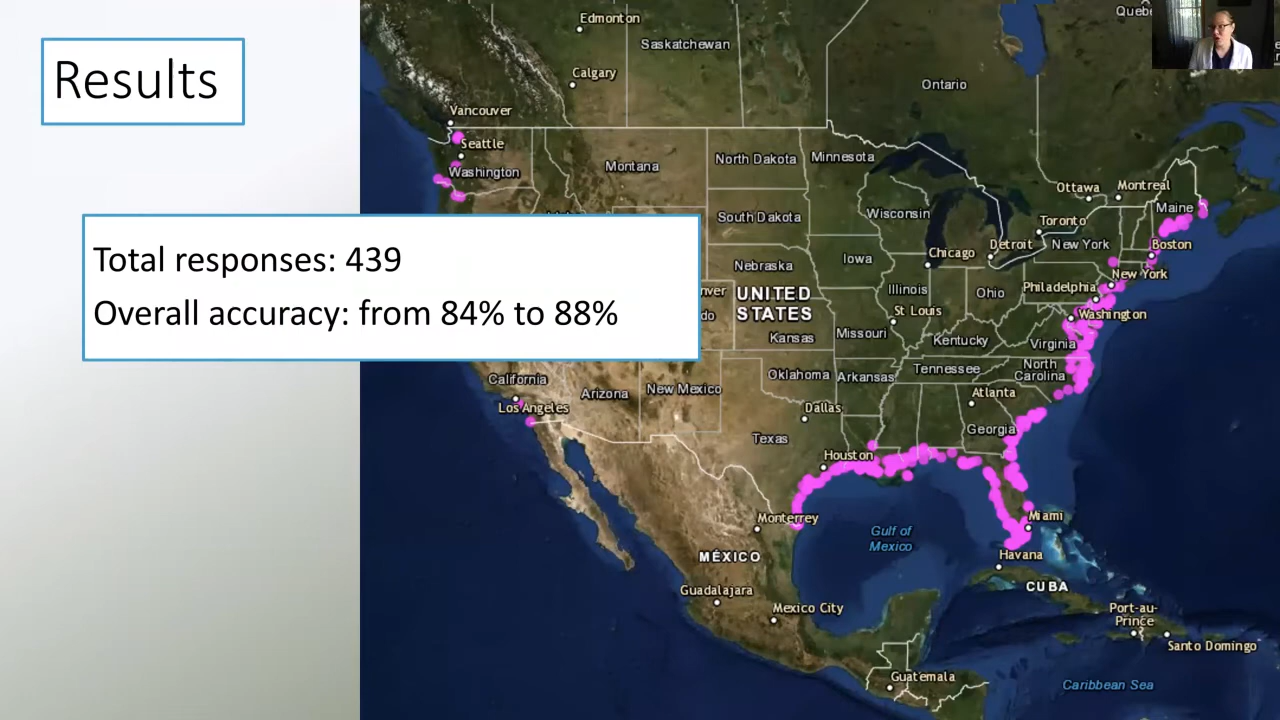 Results
Total responses: 439
Overall accuracy: from 84% to 88%
Edmonton
Saskatchewan
Calgary
Ontario
Vancouver
Seattle
Washington
Montana
North Dakota
Minnesota
Ottawa
Montreal
Maine
South Dakota
Wisconsin
Toronto
Boston
Detroit
New York
Chicago
Iowa
Nebraska
New York
Philadelphia
Illinois
Ohio
UNITED
STATES
St Louis
Washington
Missouri
Kansas
Kentucky
Virginia
California
Arizona
New Mexico
Oklahoma
Arkansas
Tennessee
North
Carolina
Los Angeles
Dallas
Atlanta
Georgia
Texas
Houston
Monterrey
Miami
Gulf of
Mexico
MÉXICO
Havana
CUBA
Guadalajara
Mexico City
Port-au-
Prince
Santo Domingo
Guatemala
Caribbean Sea